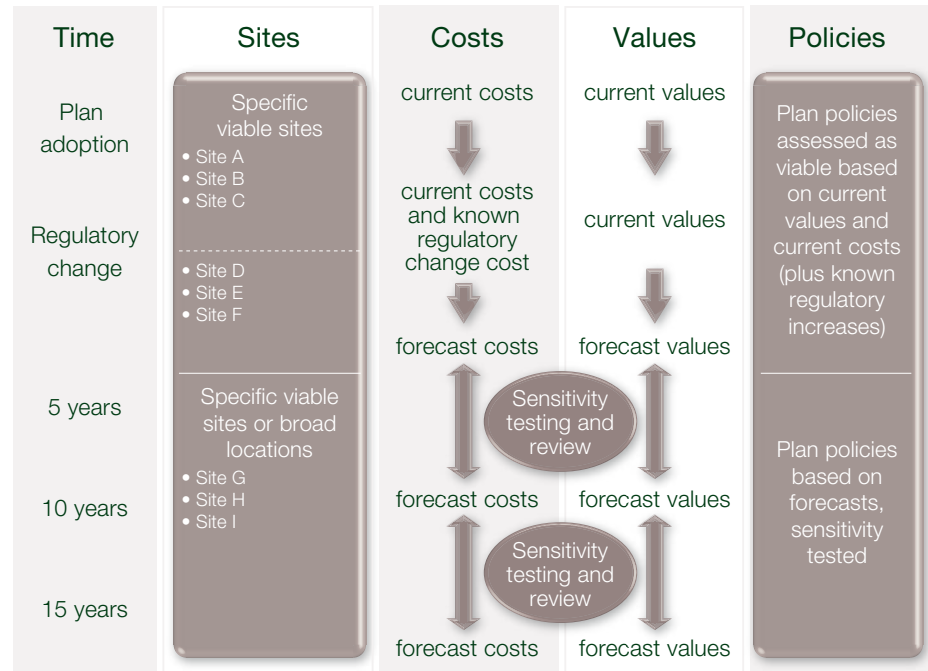 Time
Sites
Costs
Values
Policies
Plan
adoption
Regulatory
change
5 years
10 years
15 years
Specific
viable sites
• Site A
• Site B
• Site C
• Site D
• Site E
• Site F
Specific viable
sites or broad
locations
• Site G
• Site H
• Site I
current costs
current costs
and known
regulatory
change cost
forecast costs
forecast costs
forecast costs
Sensitivity
testing and
review
Sensitivity
testing and
review
current values
current values
forecast values
forecast values
forecast values
Plan policies
assessed as
viable based
on current
values and
current costs
(plus known
regulatory
increases)
Plan policies
based on
forecasts,
sensitivity
tested